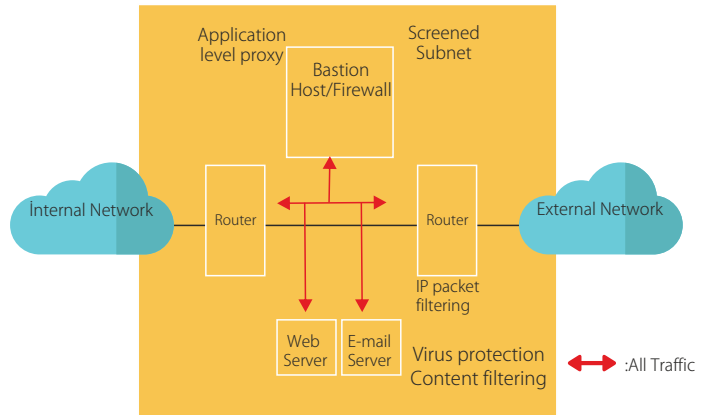 Application
level proxy
Screened
Subnet
Bastion
Host/Firewall
İnternal Network
Router
Router
External Network
IP packet
filtering
Web
Server
E-mail
Server
Virus protection
Content filtering
:All Traffic